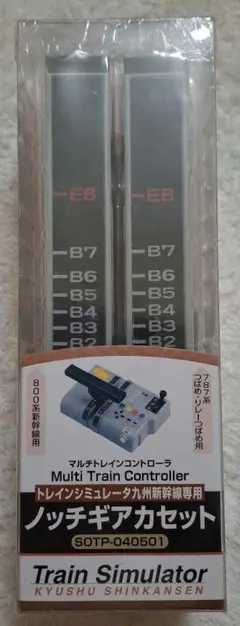 EB EB
B7 B7
B6 B6
B5 B5
B4 B4
B3 B3
B2 B2
800系新幹線用
787系
つばめ・リレーつばめ用
マルチトレインコントローラ
Multi Train Controller
トレインシミュレータ九州新幹線専用
ノッチギアカセット
SOTP-040501
Train Simulator
KYUSHU SHINKANSEN